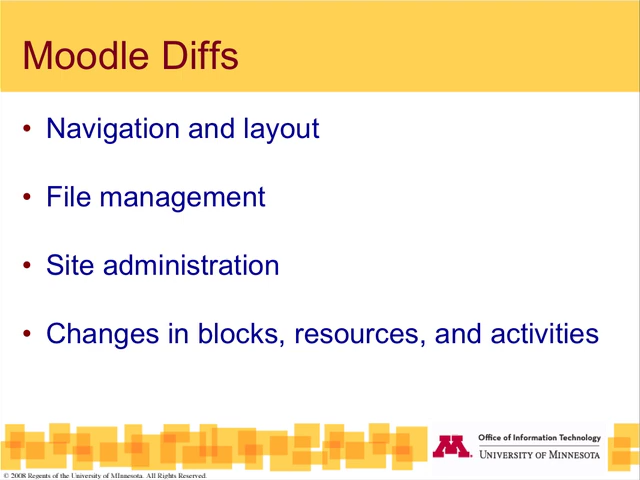 Moodle Diffs
• Navigation and layout
• File management
• Site administration
• Changes in blocks, resources, and activities
M
Office of Information Technology
UNIVERSITY OF MINNESOTA
© 2008 Regents of the University of MInnesota. All Rights Reserved.